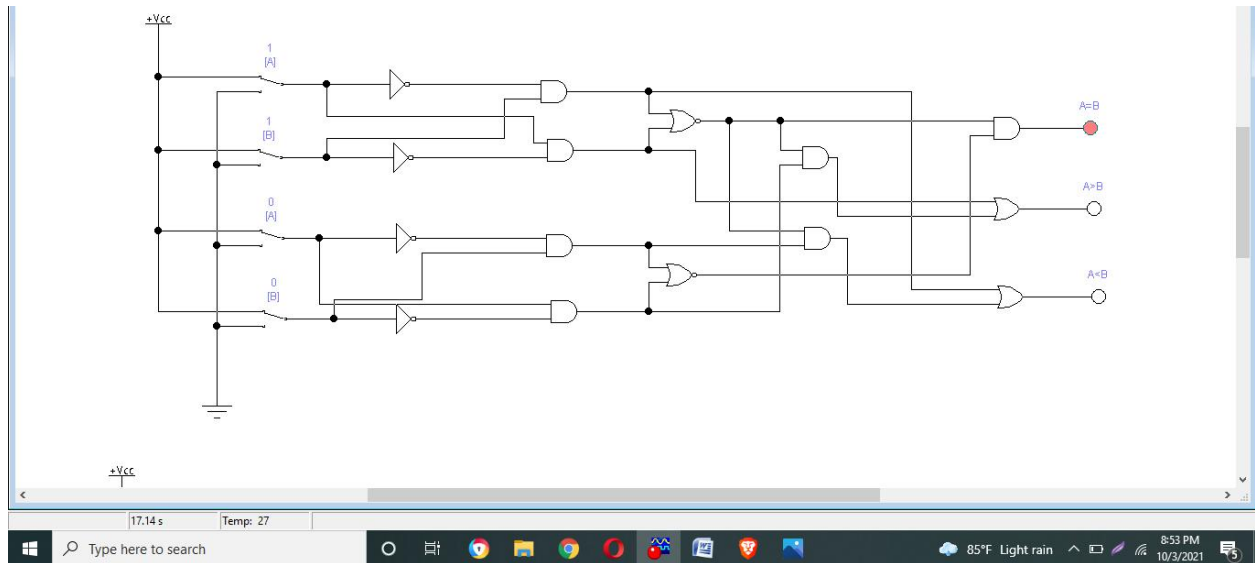 +Vcc
1
[A]
1
[B]
0
[A]
0
[B]
A=B
A>B
A<B
+Vcc
17.14 s
Temp: 27
Type here to search
85°F Light rain
8:53 PM
10/3/2021
5